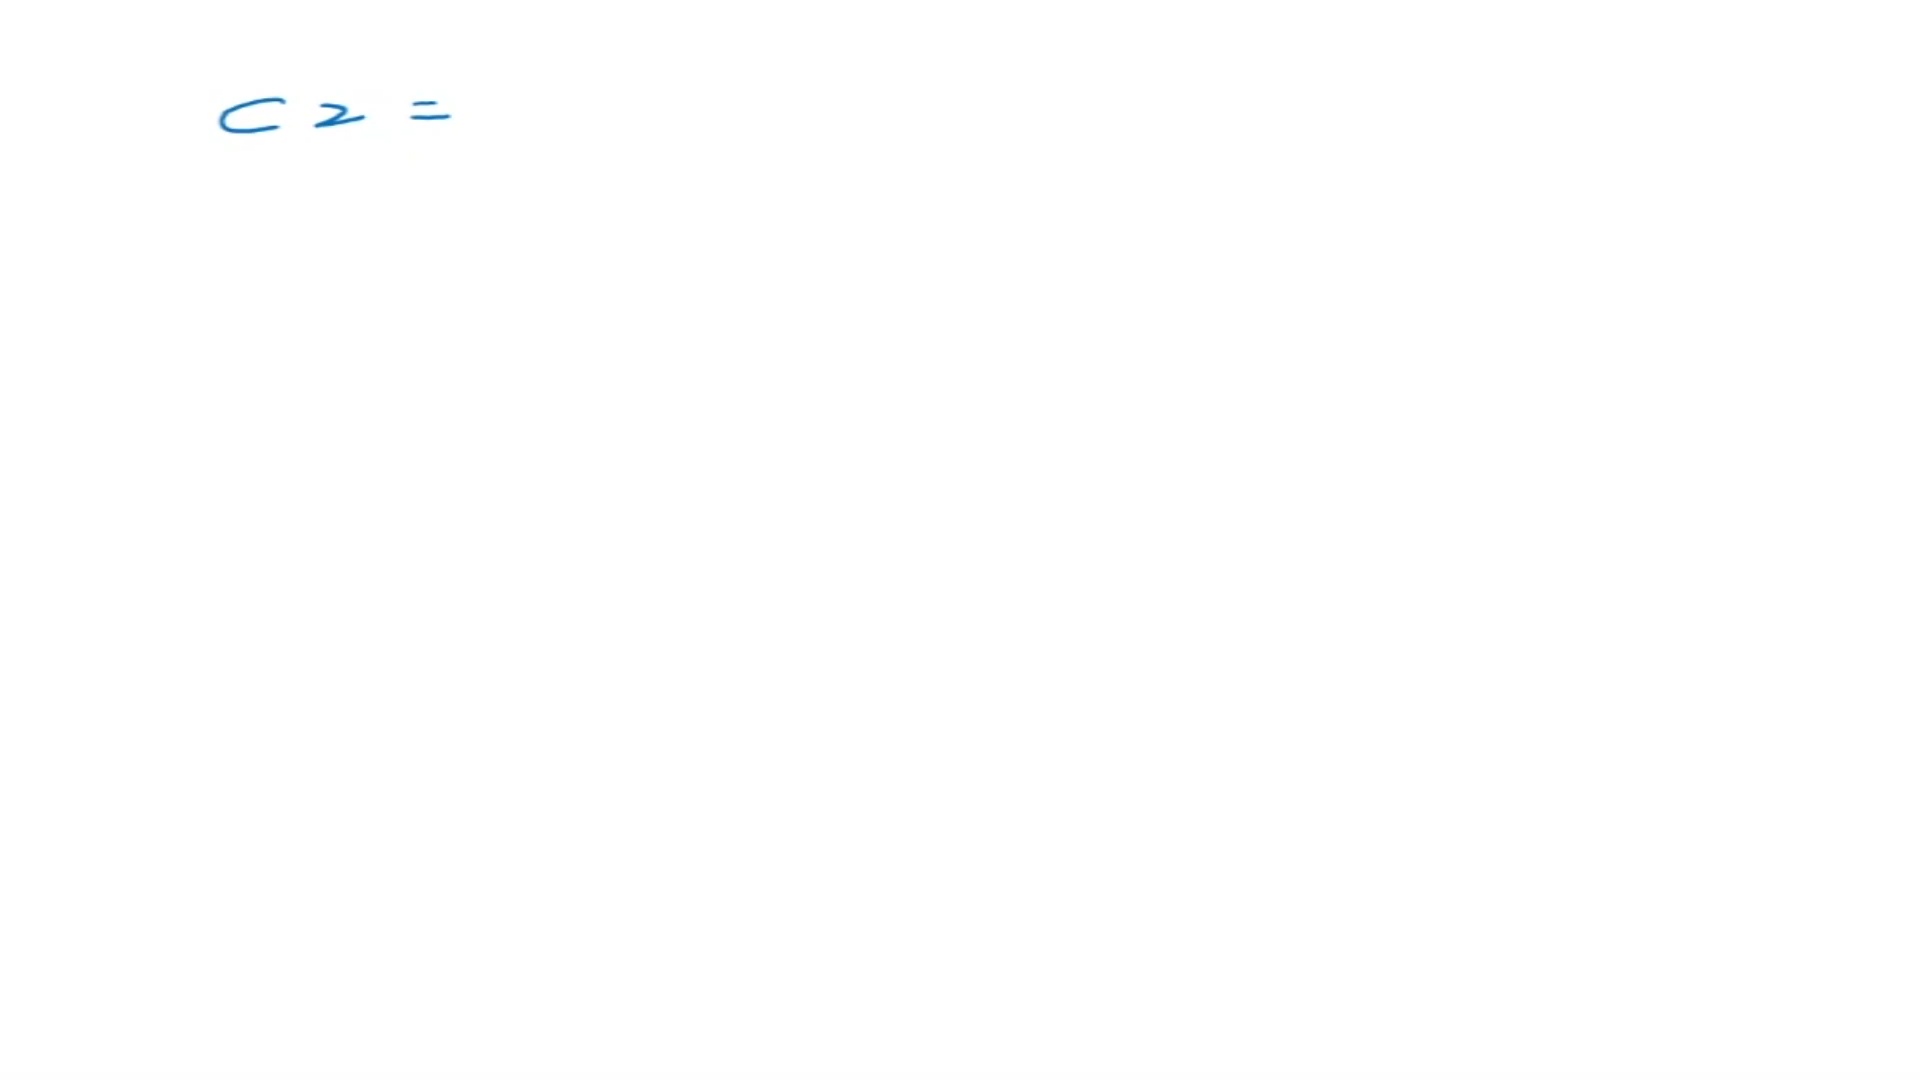 C2 =